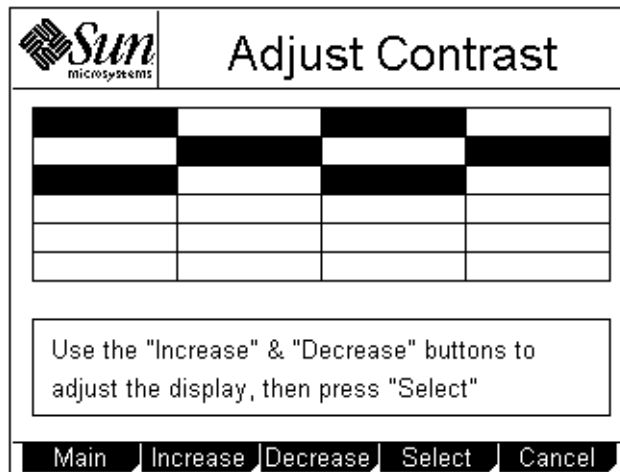 Sun
microsystems
Adjust Contrast
Use the "Increase" & "Decrease" buttons to
adjust the display, then press "Select"
Main Increase Decrease Select Cancel